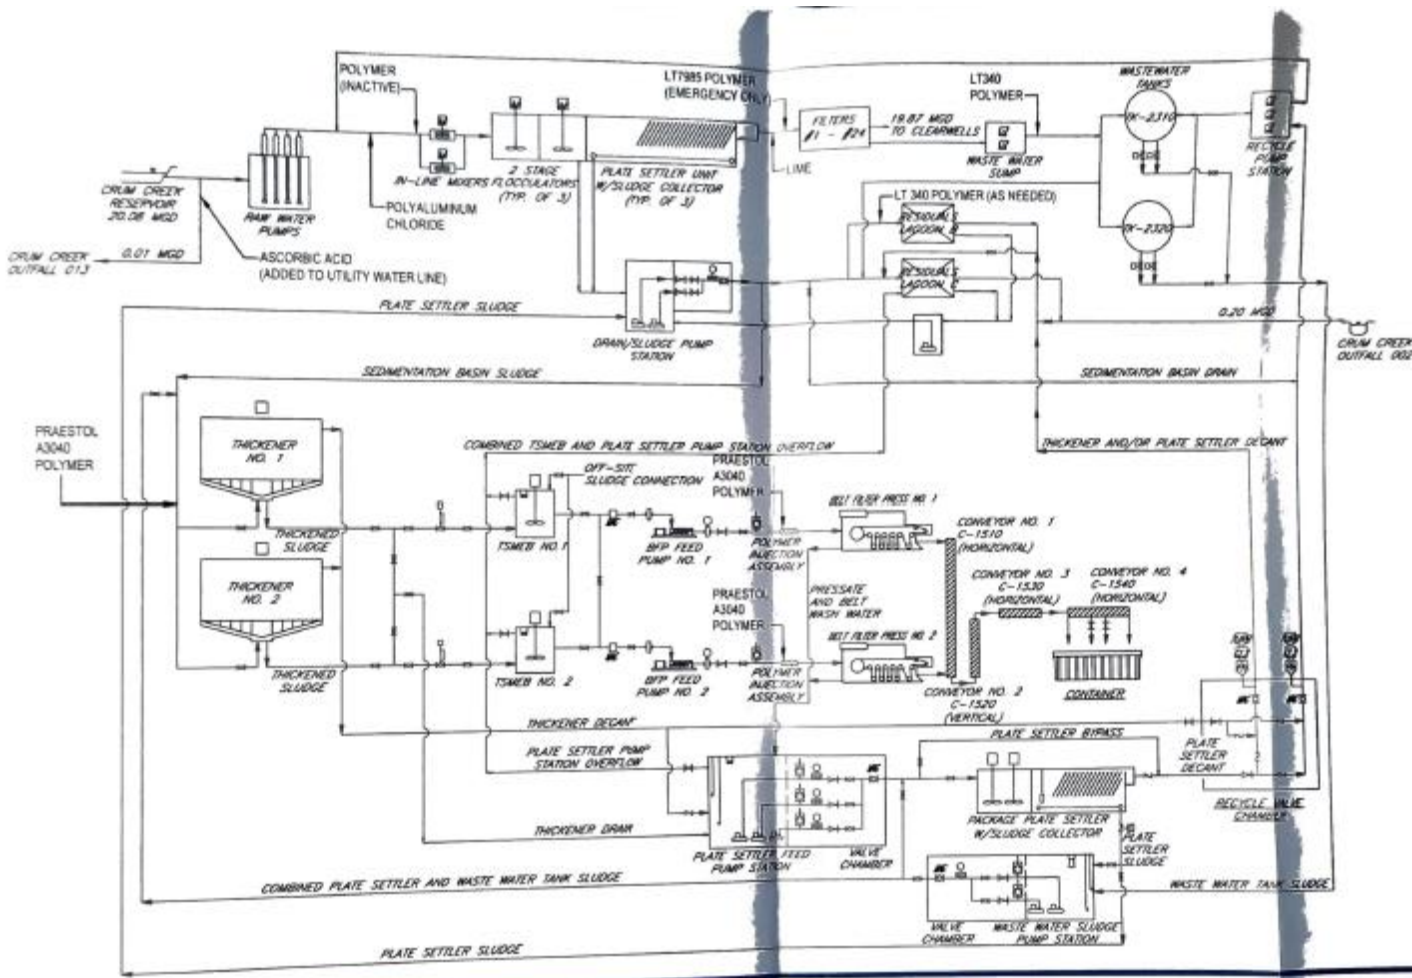 POLYMER
(INACTIVE)
LT7985 POLYMER
(EMERGENCY ONLY)
LT340
POLYMER
WASTEWATER
TANKS
TK-2310
FILTERS
#1 - #24
19.87 MGD
TO CLEARWELLS
WASTE WATER
SUMP
RECYCLE
PUMP
STATION
LIME
CRUM CREEK
RESERVOIR
20.08 MGD
RAW WATER
PUMPS
IN-LINE MIXERS
2 STAGE
FLOCCULATORS
(TYP. OF 3)
PLATE SETTLER UNIT
W/SLUDGE COLLECTOR
(TYP. OF 3)
POLYALUMINUM
CHLORIDE
LT 340 POLYMER (AS NEEDED)
RESIDUALS
LAGOON B
TK-2320
CRUM CREEK
OUTFALL 013
0.01 MGD
ASCORBIC ACID
(ADDED TO UTILITY WATER LINE)
RESIDUALS
LAGOON C
PLATE SETTLER SLUDGE
DRAIN/SLUDGE PUMP
STATION
0.20 MGD
CRUM CREEK
OUTFALL 002
SEDIMENTATION BASIN SLUDGE
SEDIMENTATION BASIN DRAIN
PRAESTOL
A3040
POLYMER
THICKENER
NO. 1
COMBINED TSMEB AND PLATE SETTLER PUMP STATION OVERFLOW
THICKENER AND/OR PLATE SETTLER DECANT
OFF-SITE
SLUDGE CONNECTION
PRAESTOL
A3040
POLYMER
BELT FILTER PRESS NO. 1
THICKENED
SLUDGE
TSMEB NO.1
BFP FEED
PUMP NO. 1
POLYMER
INJECTION
ASSEMBLY
CONVEYOR NO. 1
C-1510
(HORIZONTAL)
THICKENER
NO. 2
PRAESTOL
A3040
POLYMER
PRESSATE
AND BELT
WASH WATER
CONVEYOR NO. 3
C-1530
(HORIZONTAL)
CONVEYOR NO. 4
C-1540
(HORIZONTAL)
BELT FILTER PRESS NO. 2
THICKENED
SLUDGE
TSMEB NO. 2
BFP FEED
PUMP NO. 2
POLYMER
INJECTION
ASSEMBLY
CONVEYOR NO. 2
C-1520
(VERTICAL)
CONTAINER
THICKENER DECANT
PLATE SETTLER BYPASS
PLATE SETTLER PUMP
STATION OVERFLOW
PLATE
SETTLER
DECANT
RECYCLE VALVE
CHAMBER
THICKENER DRAIN
PACKAGE PLATE SETTLER
W/SLUDGE COLLECTOR
PLATE SETTLER FEED
PUMP STATION
VALVE
CHAMBER
PLATE
SETTLER
SLUDGE
COMBINED PLATE SETTLER AND WASTE WATER TANK SLUDGE
WASTE WATER TANK SLUDGE
VALVE
CHAMBER
WASTE WATER SLUDGE
PUMP STATION
PLATE SETTLER SLUDGE